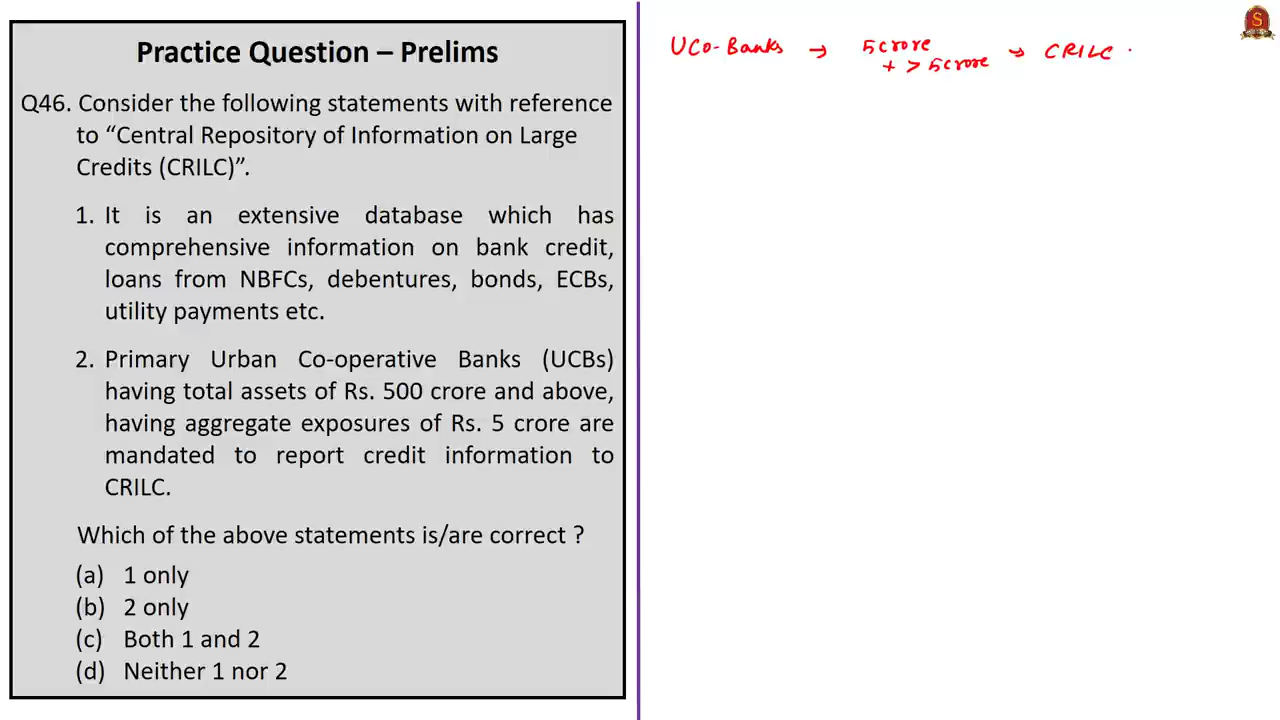 Practice Question – Prelims
Q46. Consider the following statements with reference
to “Central Repository of Information on Large
Credits (CRILC)”.
1. It is an extensive database which has
comprehensive information on bank credit,
loans from NBFCs, debentures, bonds, ECBs,
utility payments etc.
2. Primary Urban Co-operative Banks (UCBs)
having total assets of Rs. 500 crore and above,
having aggregate exposures of Rs. 5 crore are
mandated to report credit information to
CRILC.
Which of the above statements is/are correct ?
(a) 1 only
(b) 2 only
(c) Both 1 and 2
(d) Neither 1 nor 2
UCo-Banks → 5 crore
+ > 5 crore → CRILC .
S